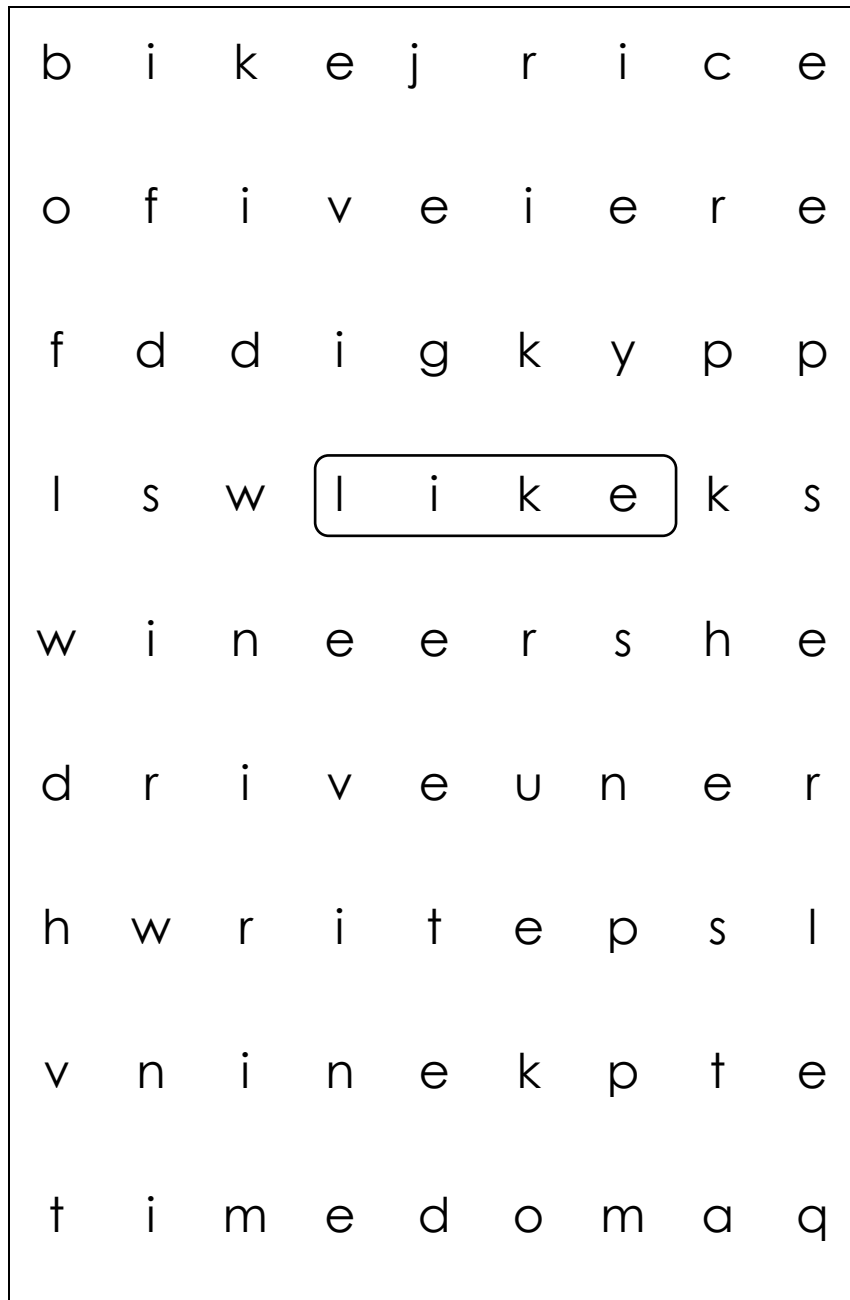 b i k e j r i c e
o f i v e i e r e
f d d i g k y p p
l s w l i k e k s
w i n e e r s h e
d r i v e u n e r
h w r i t e p s l
v n i n e k p t e
t i m e d o m a q